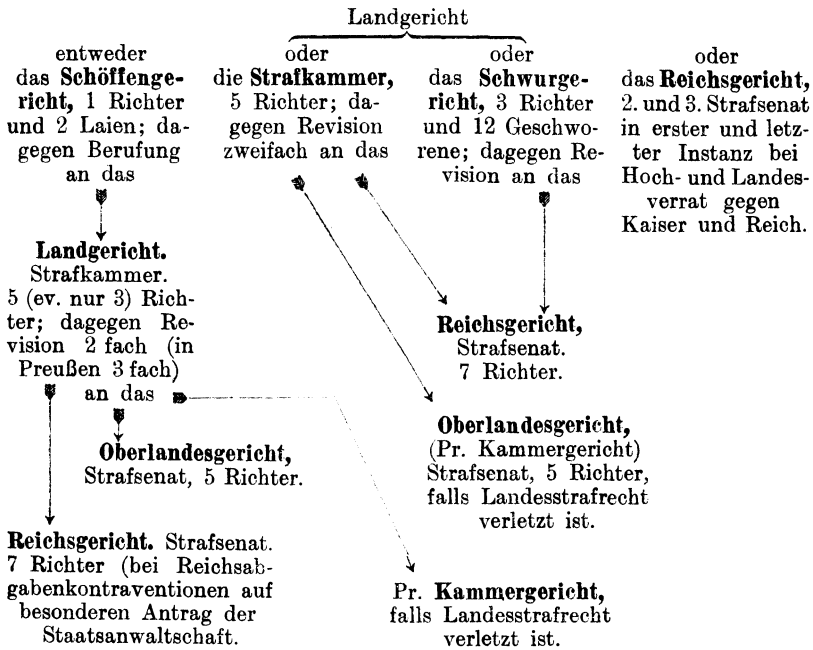 Landgericht
entweder
das Schöffenge-
richt, 1 Richter
und 2 Laien; da-
gegen Berufung
an das
oder
die Strafkammer,
5 Richter; da-
gegen Revision
zweifach an das
oder
das Schwurge-
richt, 3 Richter
und 12 Geschwo-
rene; dagegen Re-
vision an das
oder
das Reichsgericht,
2. und 3. Strafsenat
in erster und letz-
ter Instanz bei
Hoch- und Landes-
verrat gegen
Kaiser und Reich.
Landgericht.
Strafkammer.
5 (ev. nur 3) Rich-
ter; dagegen Re-
vision 2 fach (in
Preußen 3 fach)
an das
Reichsgericht,
Strafsenat.
7 Richter.
Oberlandesgericht,
Strafsenat, 5 Richter.
Oberlandesgericht,
(Pr. Kammergericht)
Strafsenat, 5 Richter,
falls Landesstrafrecht
verletzt ist.
Reichsgericht. Strafsenat.
7 Richter (bei Reichsab-
gabenkontraventionen auf
besonderen Antrag der
Staatsanwaltschaft.
Pr. Kammergericht,
falls Landesstrafrecht
verletzt ist.